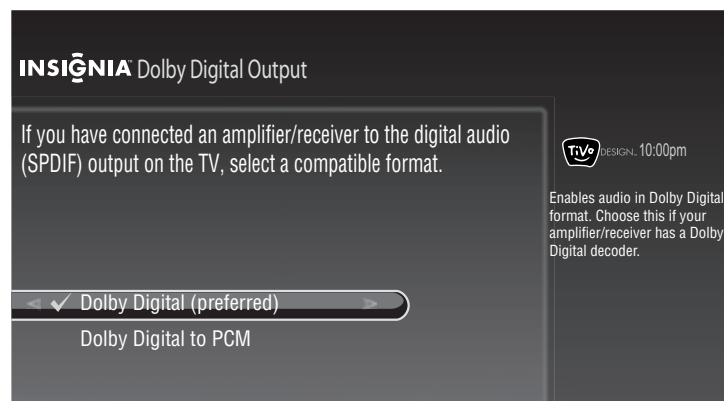 INSIGNIA Dolby Digital Output
If you have connected an amplifier/receiver to the digital audio
(SPDIF) output on the TV, select a compatible format.
TiVo DESIGN™ 10:00pm
Enables audio in Dolby Digital
format. Choose this if your
amplifier/receiver has a Dolby
Digital decoder.
Dolby Digital (preferred)
Dolby Digital to PCM